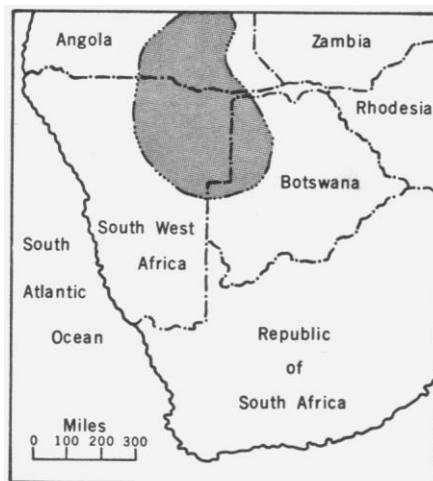 Angola
Zambia
Rhodesia
Botswana
South West
Africa
South
Atlantic
Ocean
Republic
of
South Africa
Miles
0 100 200 300